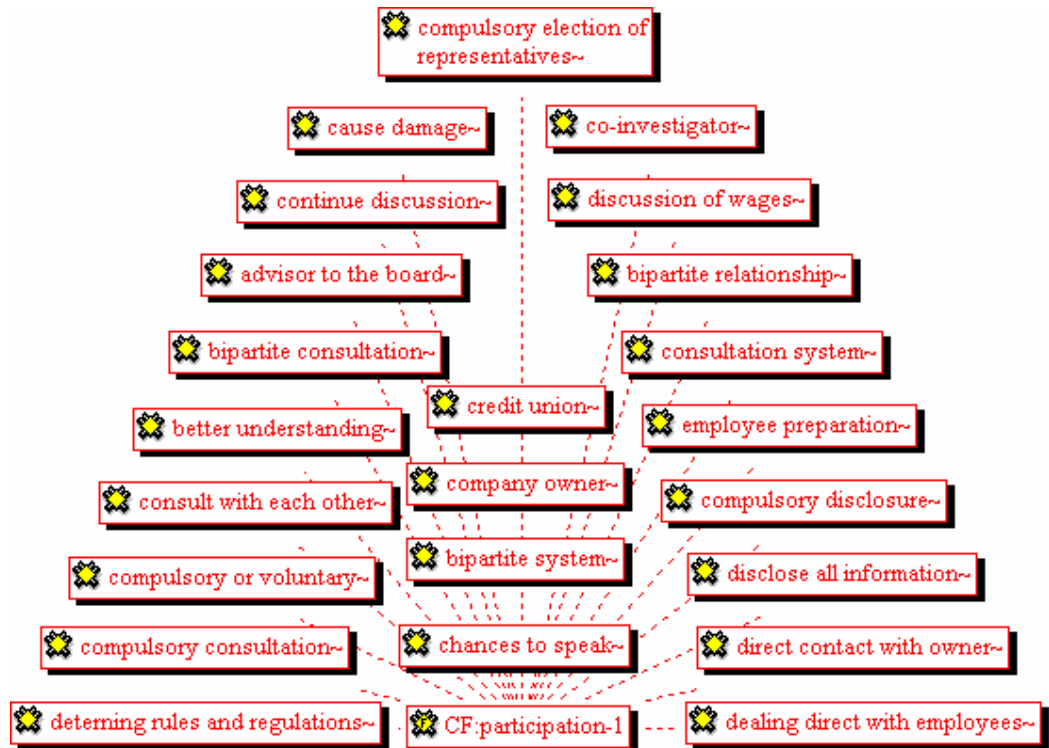 compulsory election of
representatives~
cause damage~
co-investigator~
continue discussion~
discussion of wages~
advisor to the board~
bipartite relationship~
bipartite consultation~
consultation system~
credit union~
better understanding~
employee preparation~
company owner~
consult with each other~
compulsory disclosure~
bipartite system~
compulsory or voluntary~
disclose all information~
compulsory consultation~
chances to speak~
direct contact with owner~
deterning rules and regulations~
F CF:participation-1
dealing direct with employees~